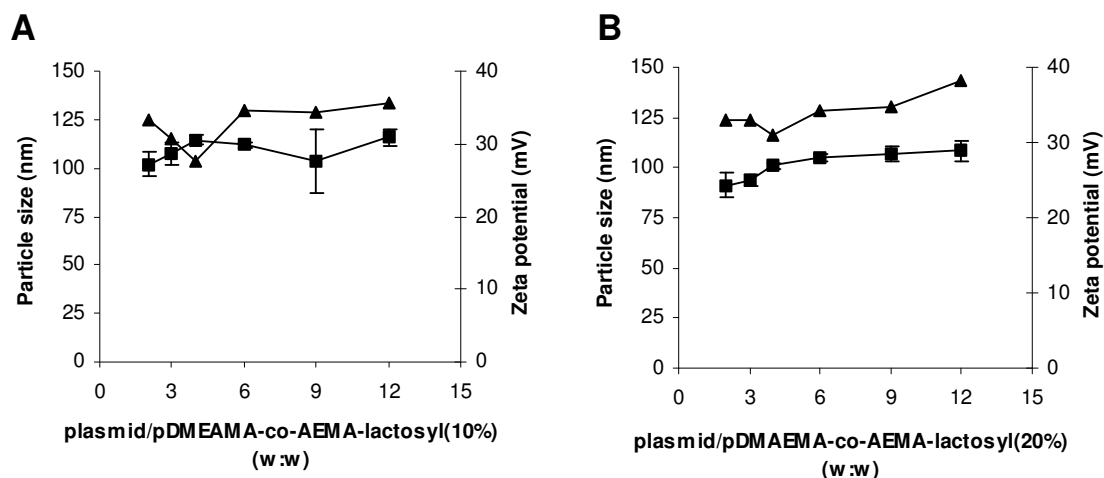 A
150
125
100
75
50
25
0
Particle size (nm)
40
30
20
10
0
Zeta potential (mV)
0 3 6 9 12 15
plasmid/pDMEAMA-co-AEMA-lactosyl(10%)
(w:w)
B
150
125
100
75
50
25
0
Particle size (nm)
40
30
20
10
0
Zeta potential (mV)
0 3 6 9 12 15
plasmid/pDMAEMA-co-AEMA-lactosyl(20%)
(w:w)